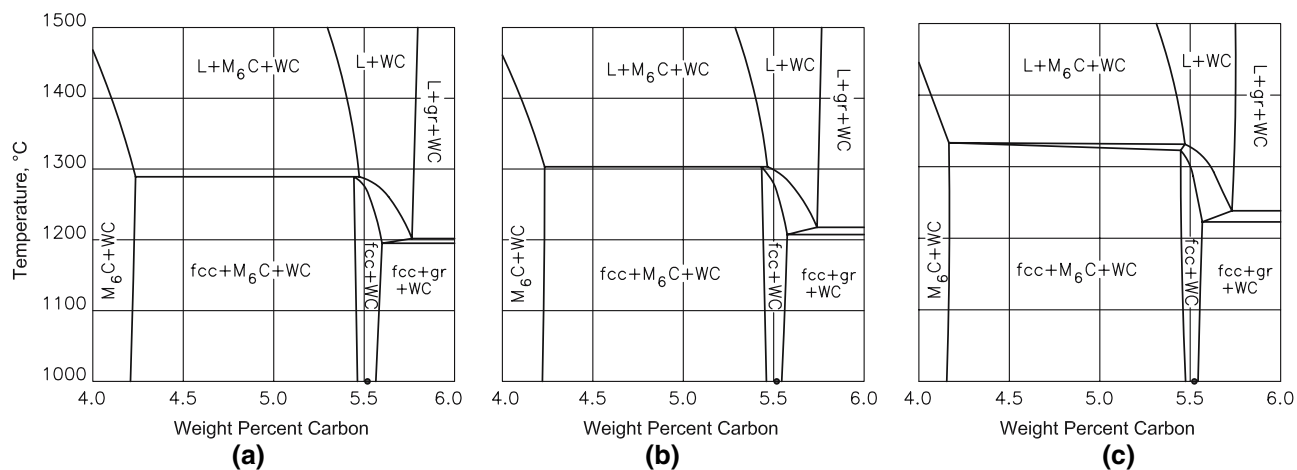 Temperature, °C
1500
1400
1300
1200
1100
1000
L+M6C+WC
L+WC
L+gr+WC
M6C+WC
fcc+M6C+WC
fcc+WC
fcc+gr
+WC
4.0 4.5 5.0 5.5 6.0
Weight Percent Carbon
(a)
L+M6C+WC
L+WC
L+gr+WC
M6C+WC
fcc+M6C+WC
fcc+WC
fcc+gr
+WC
4.0 4.5 5.0 5.5 6.0
Weight Percent Carbon
(b)
L+M6C+WC
L+WC
L+gr+WC
M6C+WC
fcc+M6C+WC
fcc+WC
fcc+gr
+WC
4.0 4.5 5.0 5.5 6.0
Weight Percent Carbon
(c)